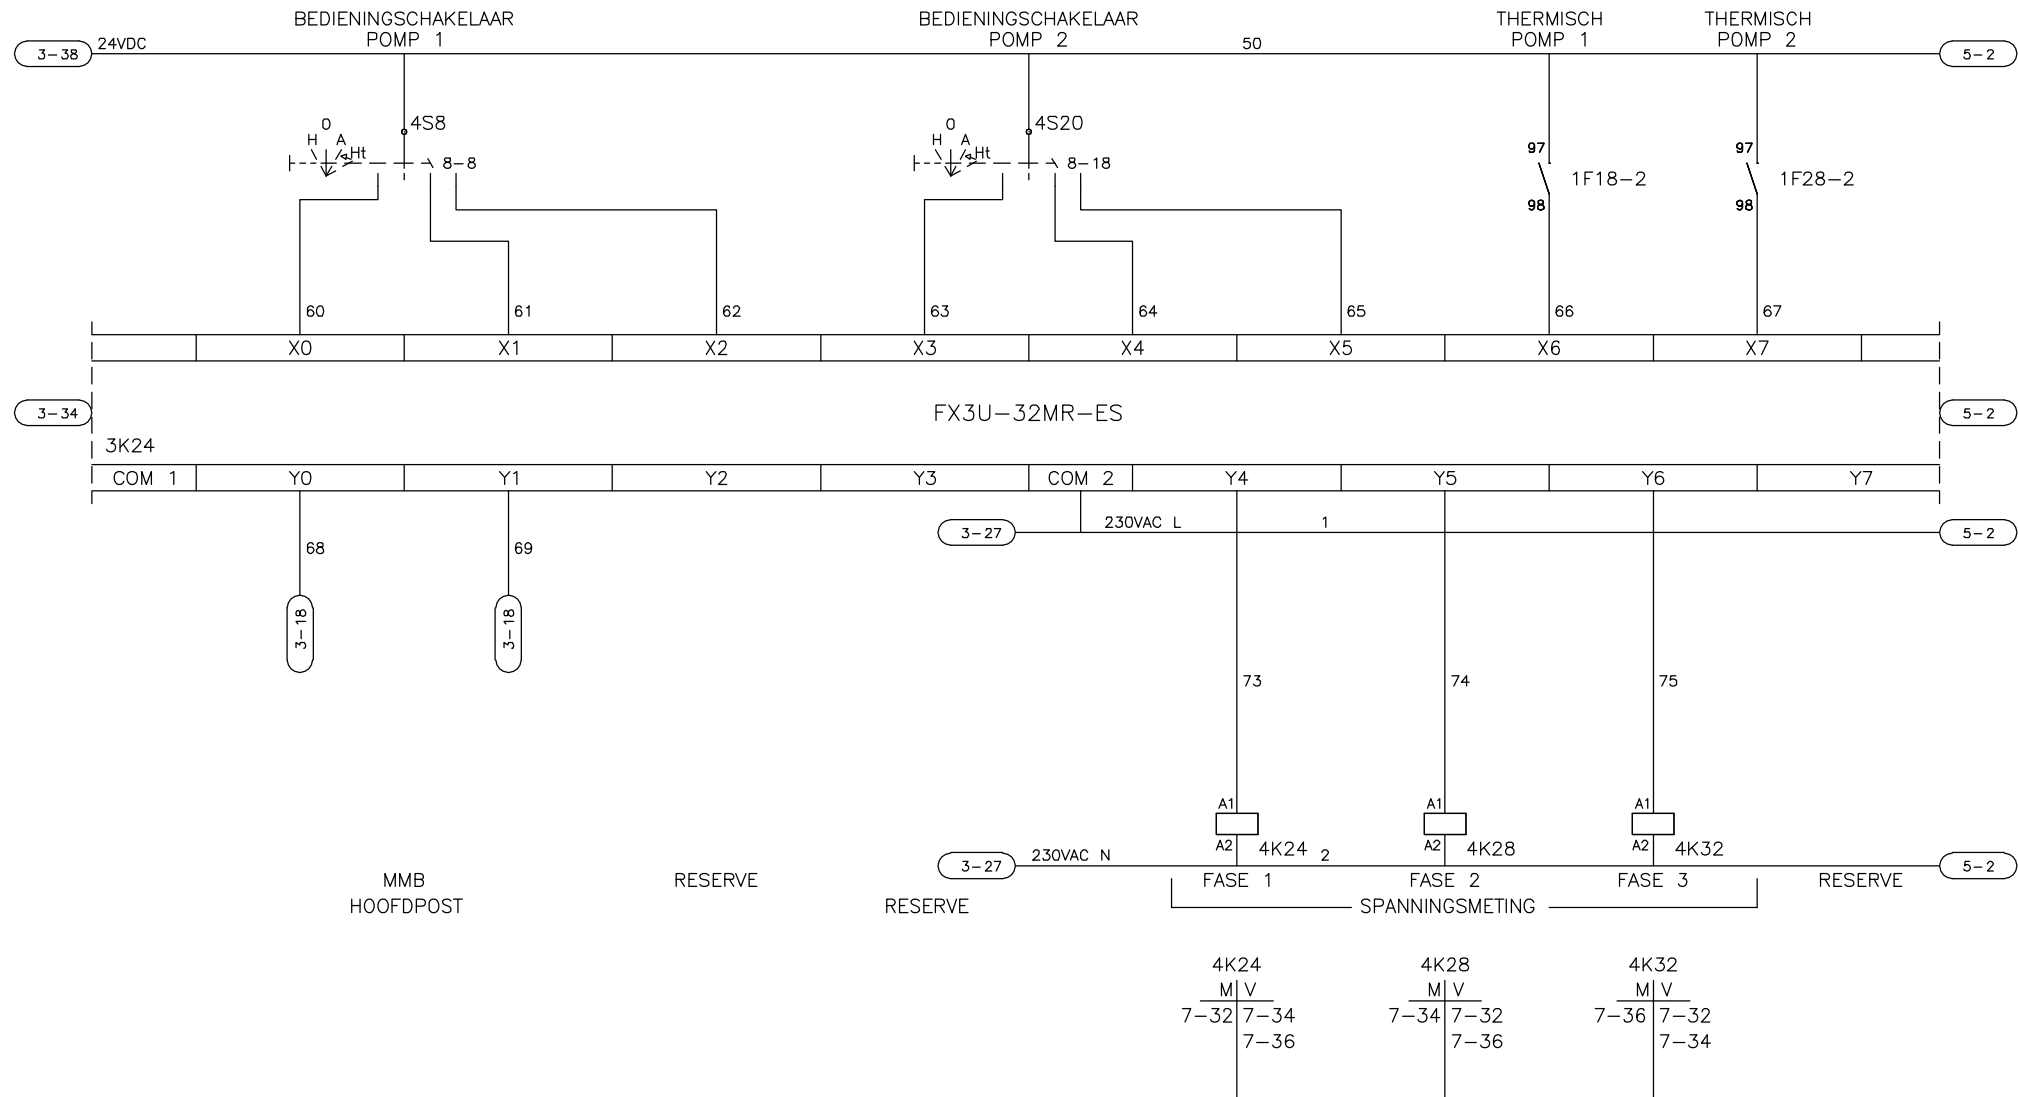 BEDIENINGSCHAKELAAR
POMP 1
BEDIENINGSCHAKELAAR
POMP 2
THERMISCH
POMP 1
THERMISCH
POMP 2
3-38
24VDC
50
5-2
4S8
O
H A
Ht
8-8
4S20
O
H A
Ht
8-18
97
1F18-2
98
97
1F28-2
98
60
61
62
63
64
65
66
67
X0
X1
X2
X3
X4
X5
X6
X7
3-34
FX3U-32MR-ES
5-2
3K24
COM 1
Y0
Y1
Y2
Y3
COM 2
Y4
Y5
Y6
Y7
3-27
230VAC L
1
5-2
68
69
3-18
3-18
73
74
75
A1
A1
A1
A2
4K24
A2
4K28
A2
4K32
3-27
230VAC N
2
5-2
MMB
HOOFDPOST
RESERVE
RESERVE
FASE 1
FASE 2
FASE 3
RESERVE
SPANNINGSMETING
4K24
M V
7-32 7-34
7-36
4K28
M V
7-34 7-32
7-36
4K32
M V
7-36 7-32
7-34